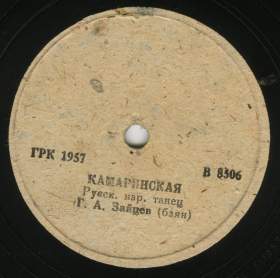 ГРК 1957
В 8306
КАМАРИНСКАЯ
Русск. нар. танец
Г. А. Зайцев (баян)